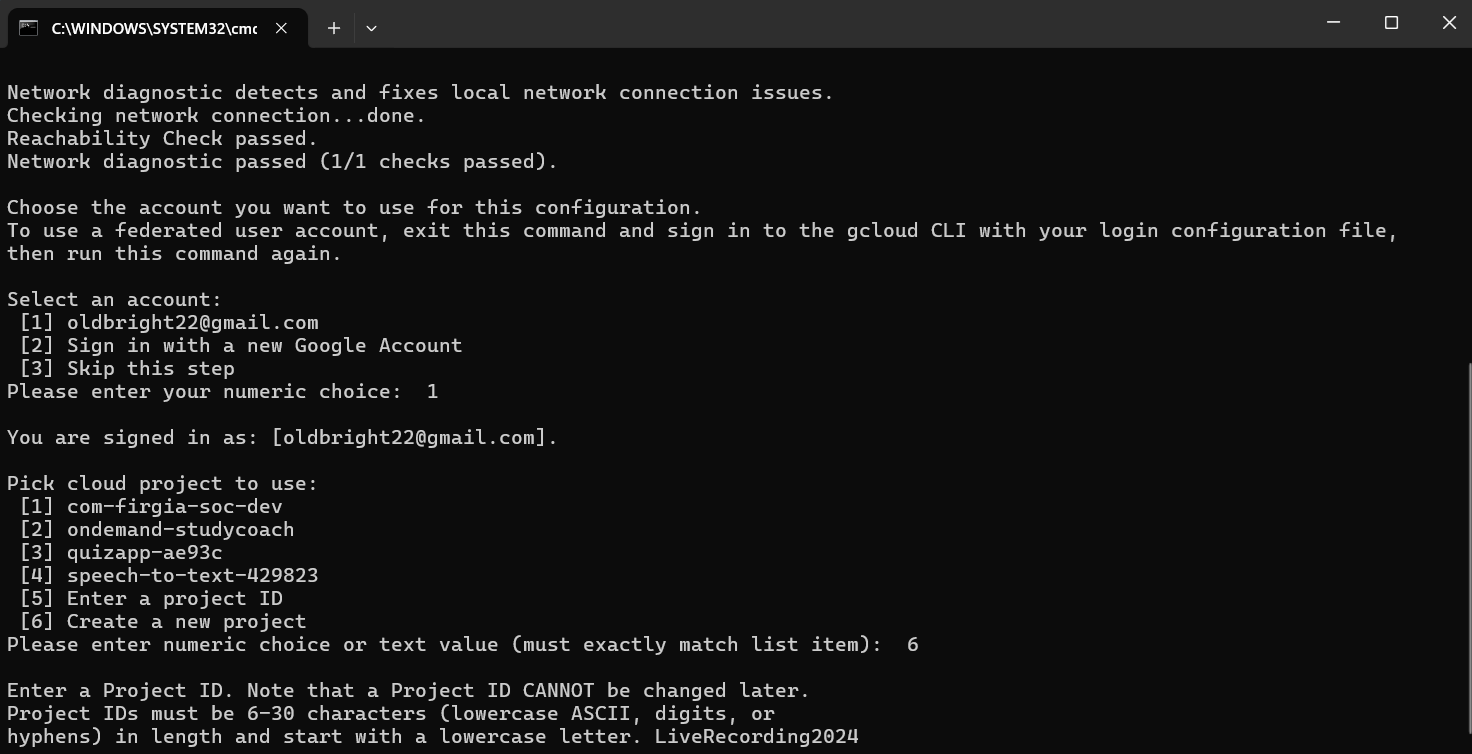 C:\WINDOWS\SYSTEM32\cmd
Network diagnostic detects and fixes local network connection issues.
Checking network connection...done.
Reachability Check passed.
Network diagnostic passed (1/1 checks passed).
Choose the account you want to use for this configuration.
To use a federated user account, exit this command and sign in to the gcloud CLI with your login configuration file,
then run this command again.
Select an account:
[1] oldbright22@gmail.com
[2] Sign in with a new Google Account
[3] Skip this step
Please enter your numeric choice:  1
You are signed in as: [oldbright22@gmail.com].
Pick cloud project to use:
[1] com-firgia-soc-dev
[2] ondemand-studycoach
[3] quizapp-ae93c
[4] speech-to-text-429823
[5] Enter a project ID
[6] Create a new project
Please enter numeric choice or text value (must exactly match list item):  6
Enter a Project ID. Note that a Project ID CANNOT be changed later.
Project IDs must be 6-30 characters (lowercase ASCII, digits, or
hyphens) in length and start with a lowercase letter. LiveRecording2024